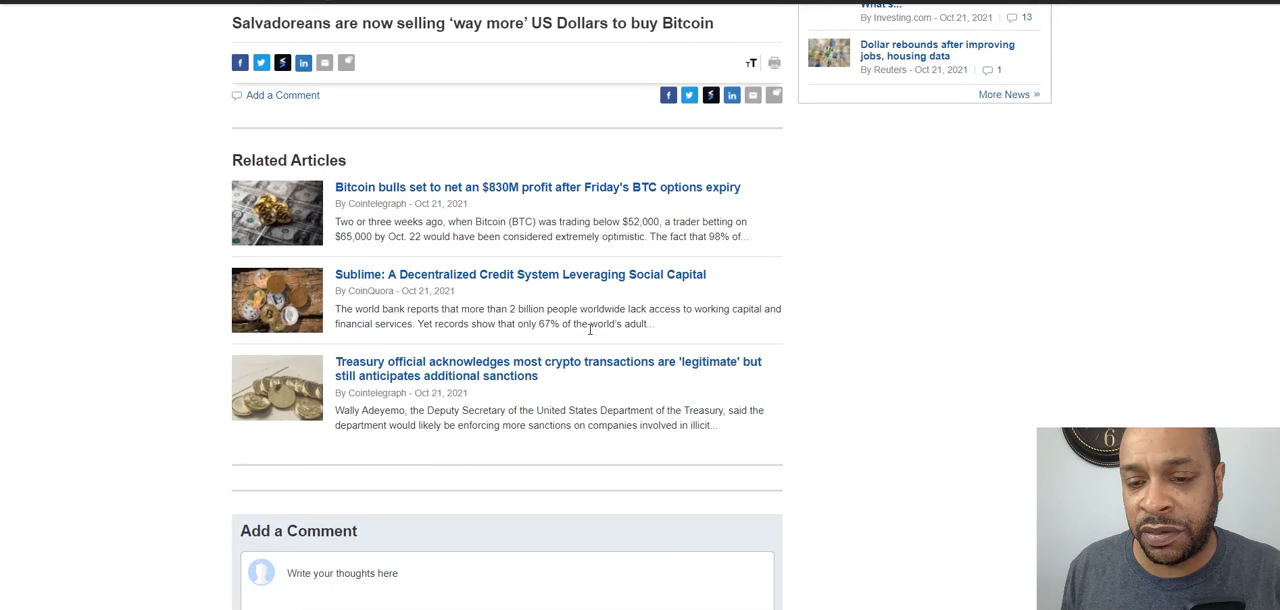 What's...
By Investing.com - Oct 21, 2021 13
Salvadoreans are now selling ‘way more’ US Dollars to buy Bitcoin
Dollar rebounds after improving
jobs, housing data
By Reuters - Oct 21, 2021 1
TT
More News »
Add a Comment
Related Articles
Bitcoin bulls set to net an $830M profit after Friday's BTC options expiry
By Cointelegraph - Oct 21, 2021
Two or three weeks ago, when Bitcoin (BTC) was trading below $52,000, a trader betting on
$65,000 by Oct. 22 would have been considered extremely optimistic. The fact that 98% of...
Sublime: A Decentralized Credit System Leveraging Social Capital
By CoinQuora - Oct 21, 2021
The world bank reports that more than 2 billion people worldwide lack access to working capital and
financial services. Yet records show that only 67% of the world's adult...
Treasury official acknowledges most crypto transactions are 'legitimate' but
still anticipates additional sanctions
By Cointelegraph - Oct 21, 2021
Wally Adeyemo, the Deputy Secretary of the United States Department of the Treasury, said the
department would likely be enforcing more sanctions on companies involved in illicit...
6
Add a Comment
Write your thoughts here